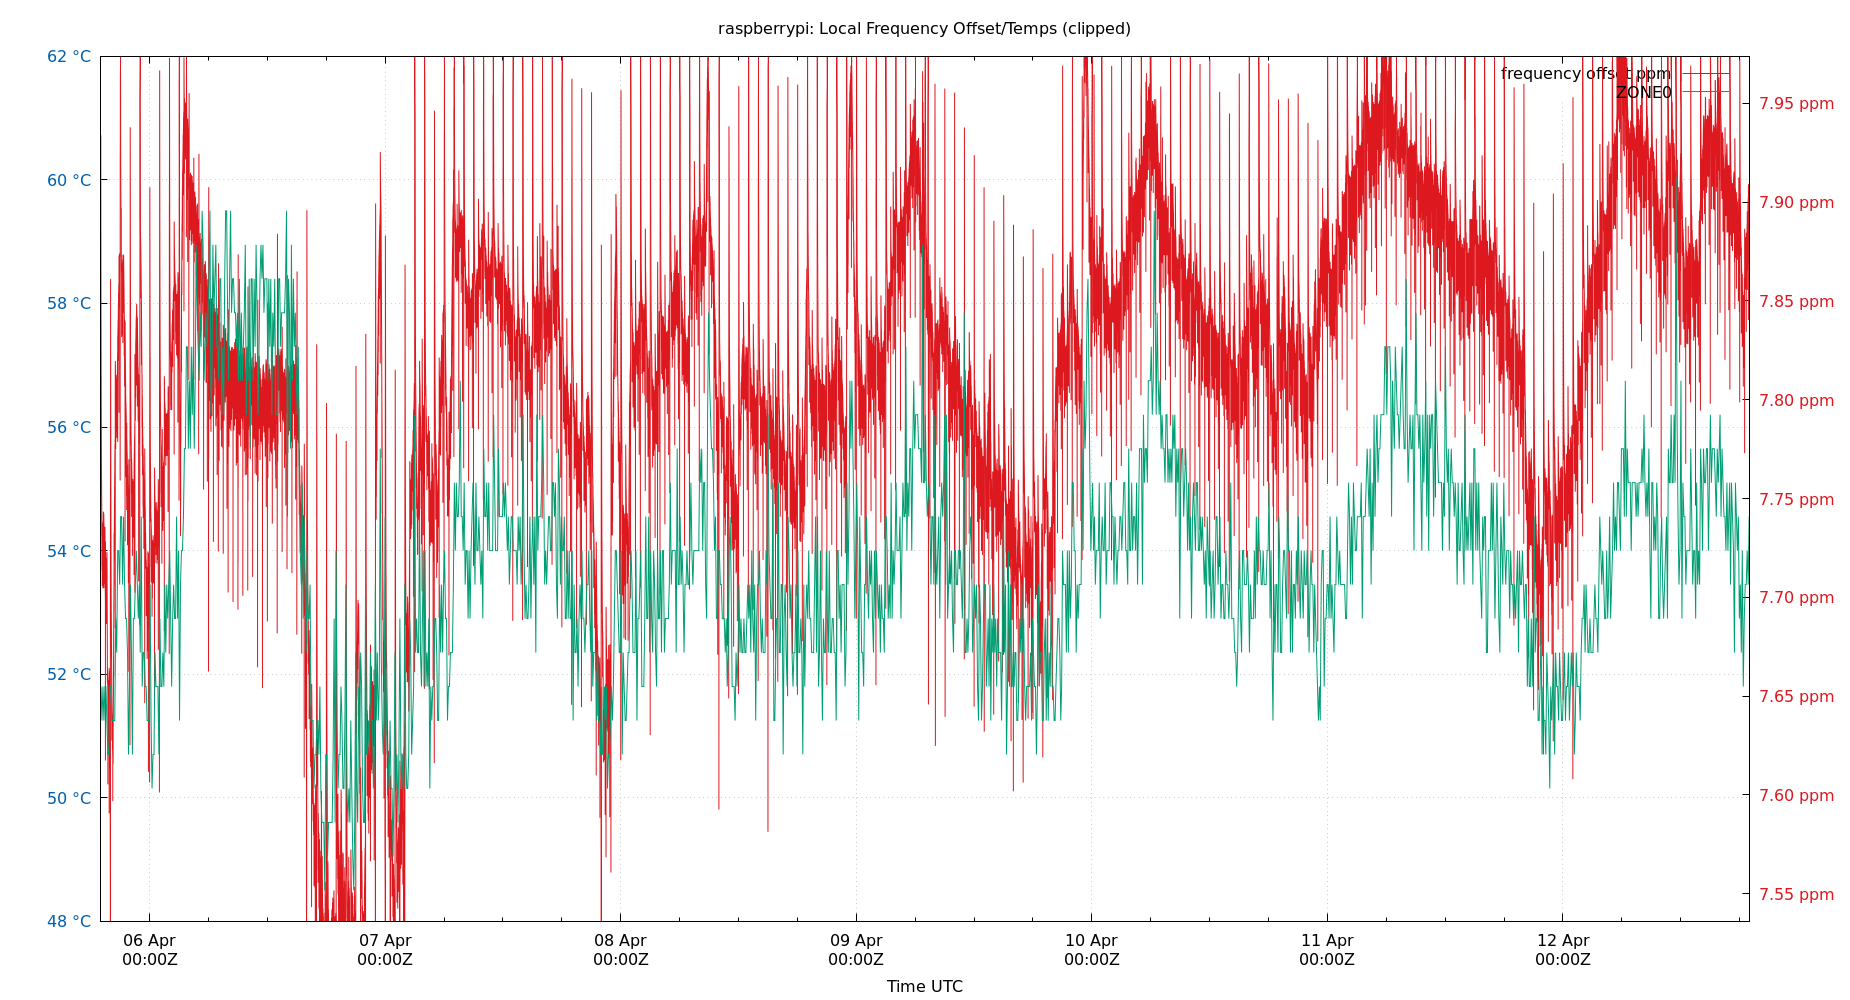 raspberrypi: Local Frequency Offset/Temps (clipped)
62 °C
60 °C
58 °C
56 °C
54 °C
52 °C
50 °C
48 °C
frequency offset ppm
ZONE0
7.95 ppm
7.90 ppm
7.85 ppm
7.80 ppm
7.75 ppm
7.70 ppm
7.65 ppm
7.60 ppm
7.55 ppm
06 Apr
00:00Z
07 Apr
00:00Z
08 Apr
00:00Z
09 Apr
00:00Z
10 Apr
00:00Z
11 Apr
00:00Z
12 Apr
00:00Z
Time UTC